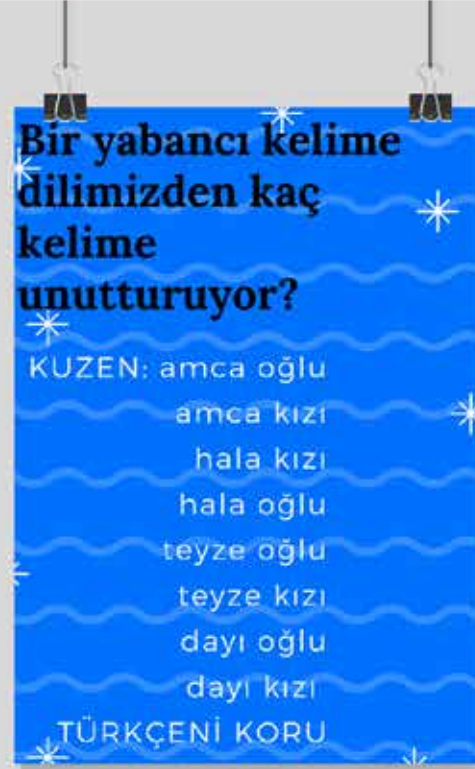 Bir yabancı kelime
dilimizden kaç
kelime
unutturuyor?
KUZEN: amca oğlu
amca kızı
hala kızı
hala oğlu
teyze oğlu
teyze kızı
dayı oğlu
dayı kızı
TÜRKÇENİ KORU